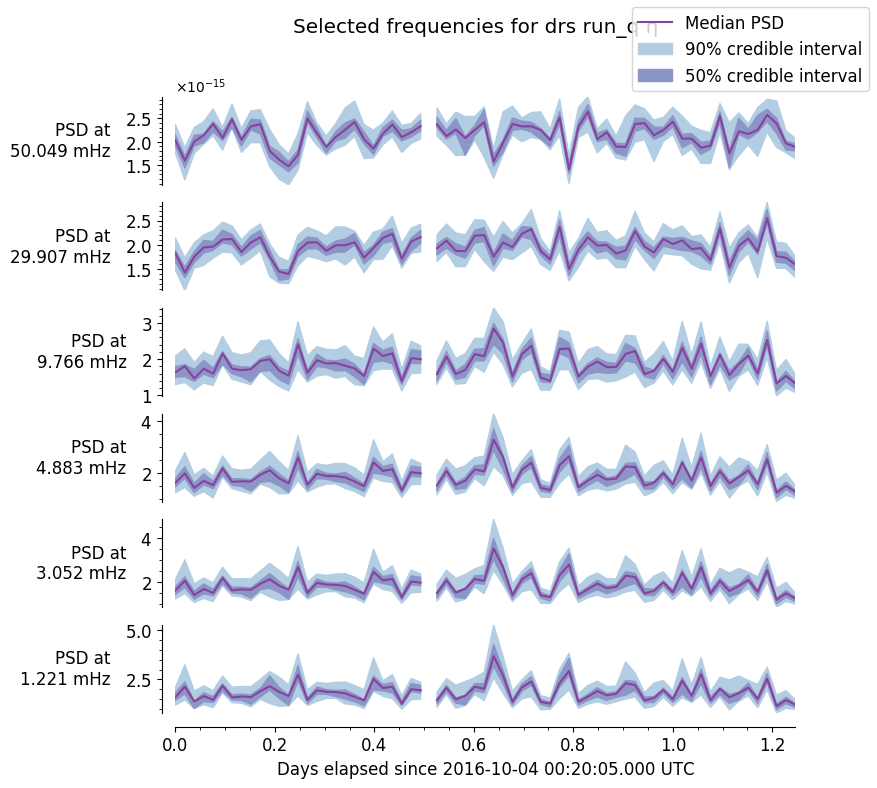 Selected frequencies for drs run_q
Median PSD
90% credible interval
50% credible interval
×10⁻¹⁵
PSD at
50.049 mHz
2.5
2.0
1.5
PSD at
29.907 mHz
2.5
2.0
1.5
PSD at
9.766 mHz
3
2
1
PSD at
4.883 mHz
4
2
PSD at
3.052 mHz
4
2
PSD at
1.221 mHz
5.0
2.5
0.0 0.2 0.4 0.6 0.8 1.0 1.2
Days elapsed since 2016-10-04 00:20:05.000 UTC